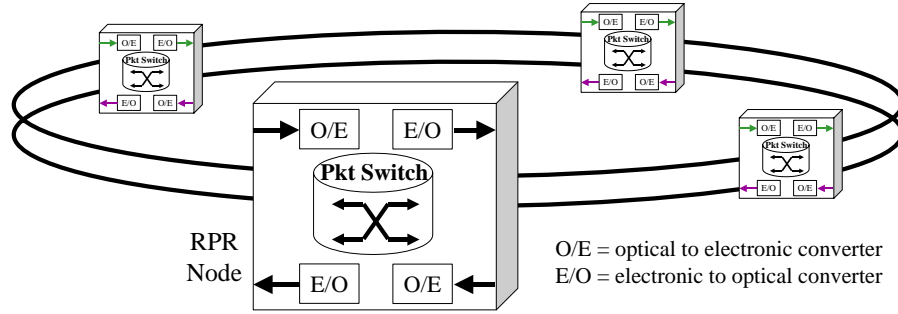 O/E E/O
Pkt Switch
E/O O/E
O/E E/O
Pkt Switch
E/O O/E
O/E E/O
Pkt Switch
E/O O/E
O/E E/O
Pkt Switch
E/O O/E
RPR
Node
O/E = optical to electronic converter
E/O = electronic to optical converter